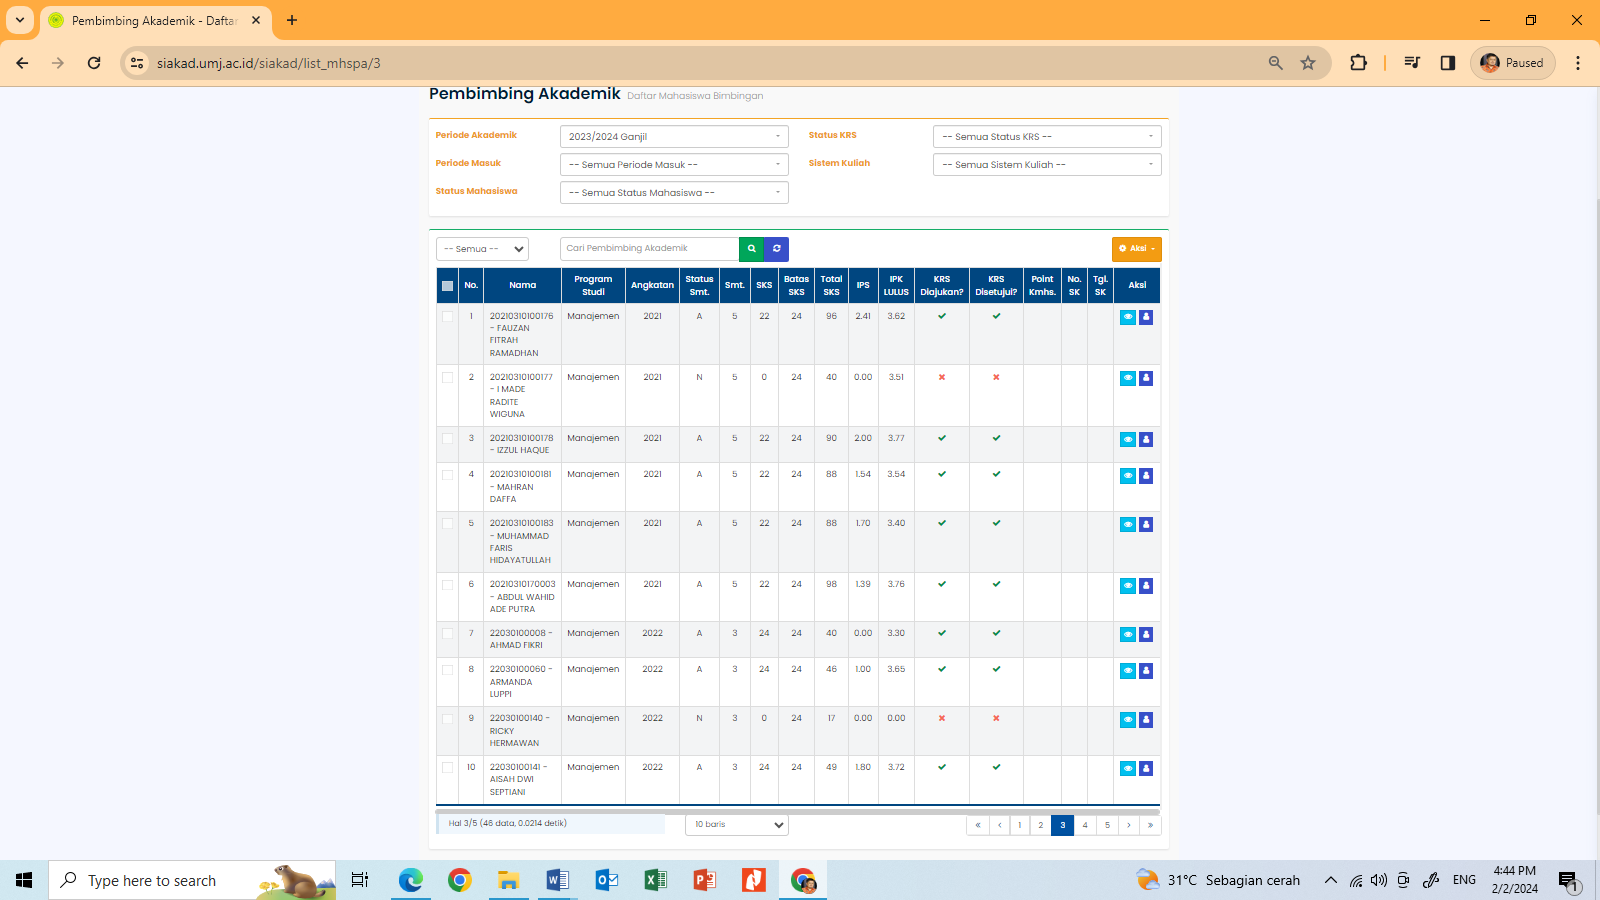 Pembimbing Akademik - Daftar
siakad.umj.ac.id/siakad/list_mhspa/3
Paused
Pembimbing Akademik Daftar Mahasiswa Bimbingan
Periode Akademik 2023/2024 Ganjil Status KRS -- Semua Status KRS --
Periode Masuk -- Semua Periode Masuk -- Sistem Kuliah -- Semua Sistem Kuliah --
Status Mahasiswa -- Semua Status Mahasiswa --
-- Semua -- Cari Pembimbing Akademik Aksi
No. Nama Program Studi Angkatan Status Smt. Smt. SKS Batas SKS Total SKS IPS IPK LULUS KRS Diajukan? KRS Disetujui? Point Kmhs. No. SK Tgl. SK Aksi
1 20210310100176 Manajemen 2021 A 5 22 24 96 2.41 3.62
- FAUZAN
FITRAH
RAMADHAN
2 20210310100177 Manajemen 2021 N 5 0 24 40 0.00 3.51
- I MADE
RADITE
WIGUNA
3 20210310100178 Manajemen 2021 A 5 22 24 90 2.00 3.77
- IZZUL HAQUE
4 20210310100181 Manajemen 2021 A 5 22 24 88 1.54 3.54
- MAHRAN
DAFFA
5 20210310100183 Manajemen 2021 A 5 22 24 88 1.70 3.40
- MUHAMMAD
FARIS
HIDAYATULLAH
6 20210310170003 Manajemen 2021 A 5 22 24 98 1.39 3.76
- ABDUL WAHID
ADE PUTRA
7 22030100008 - Manajemen 2022 A 3 24 24 40 0.00 3.30
AHMAD FIKRI
8 22030100060 - Manajemen 2022 A 3 24 24 46 1.00 3.65
ARMANDA
LUPPI
9 22030100140 - Manajemen 2022 N 3 0 24 17 0.00 0.00
RICKY
HERMAWAN
10 22030100141 - Manajemen 2022 A 3 24 24 49 1.80 3.72
AISAH DWI
SEPTIANI
Hal 3/5 (46 data, 0.0214 detik) 10 baris « ‹ 1 2 3 4 5 › »
Type here to search 31°C Sebagian cerah ENG 4:44 PM
2/2/2024 1